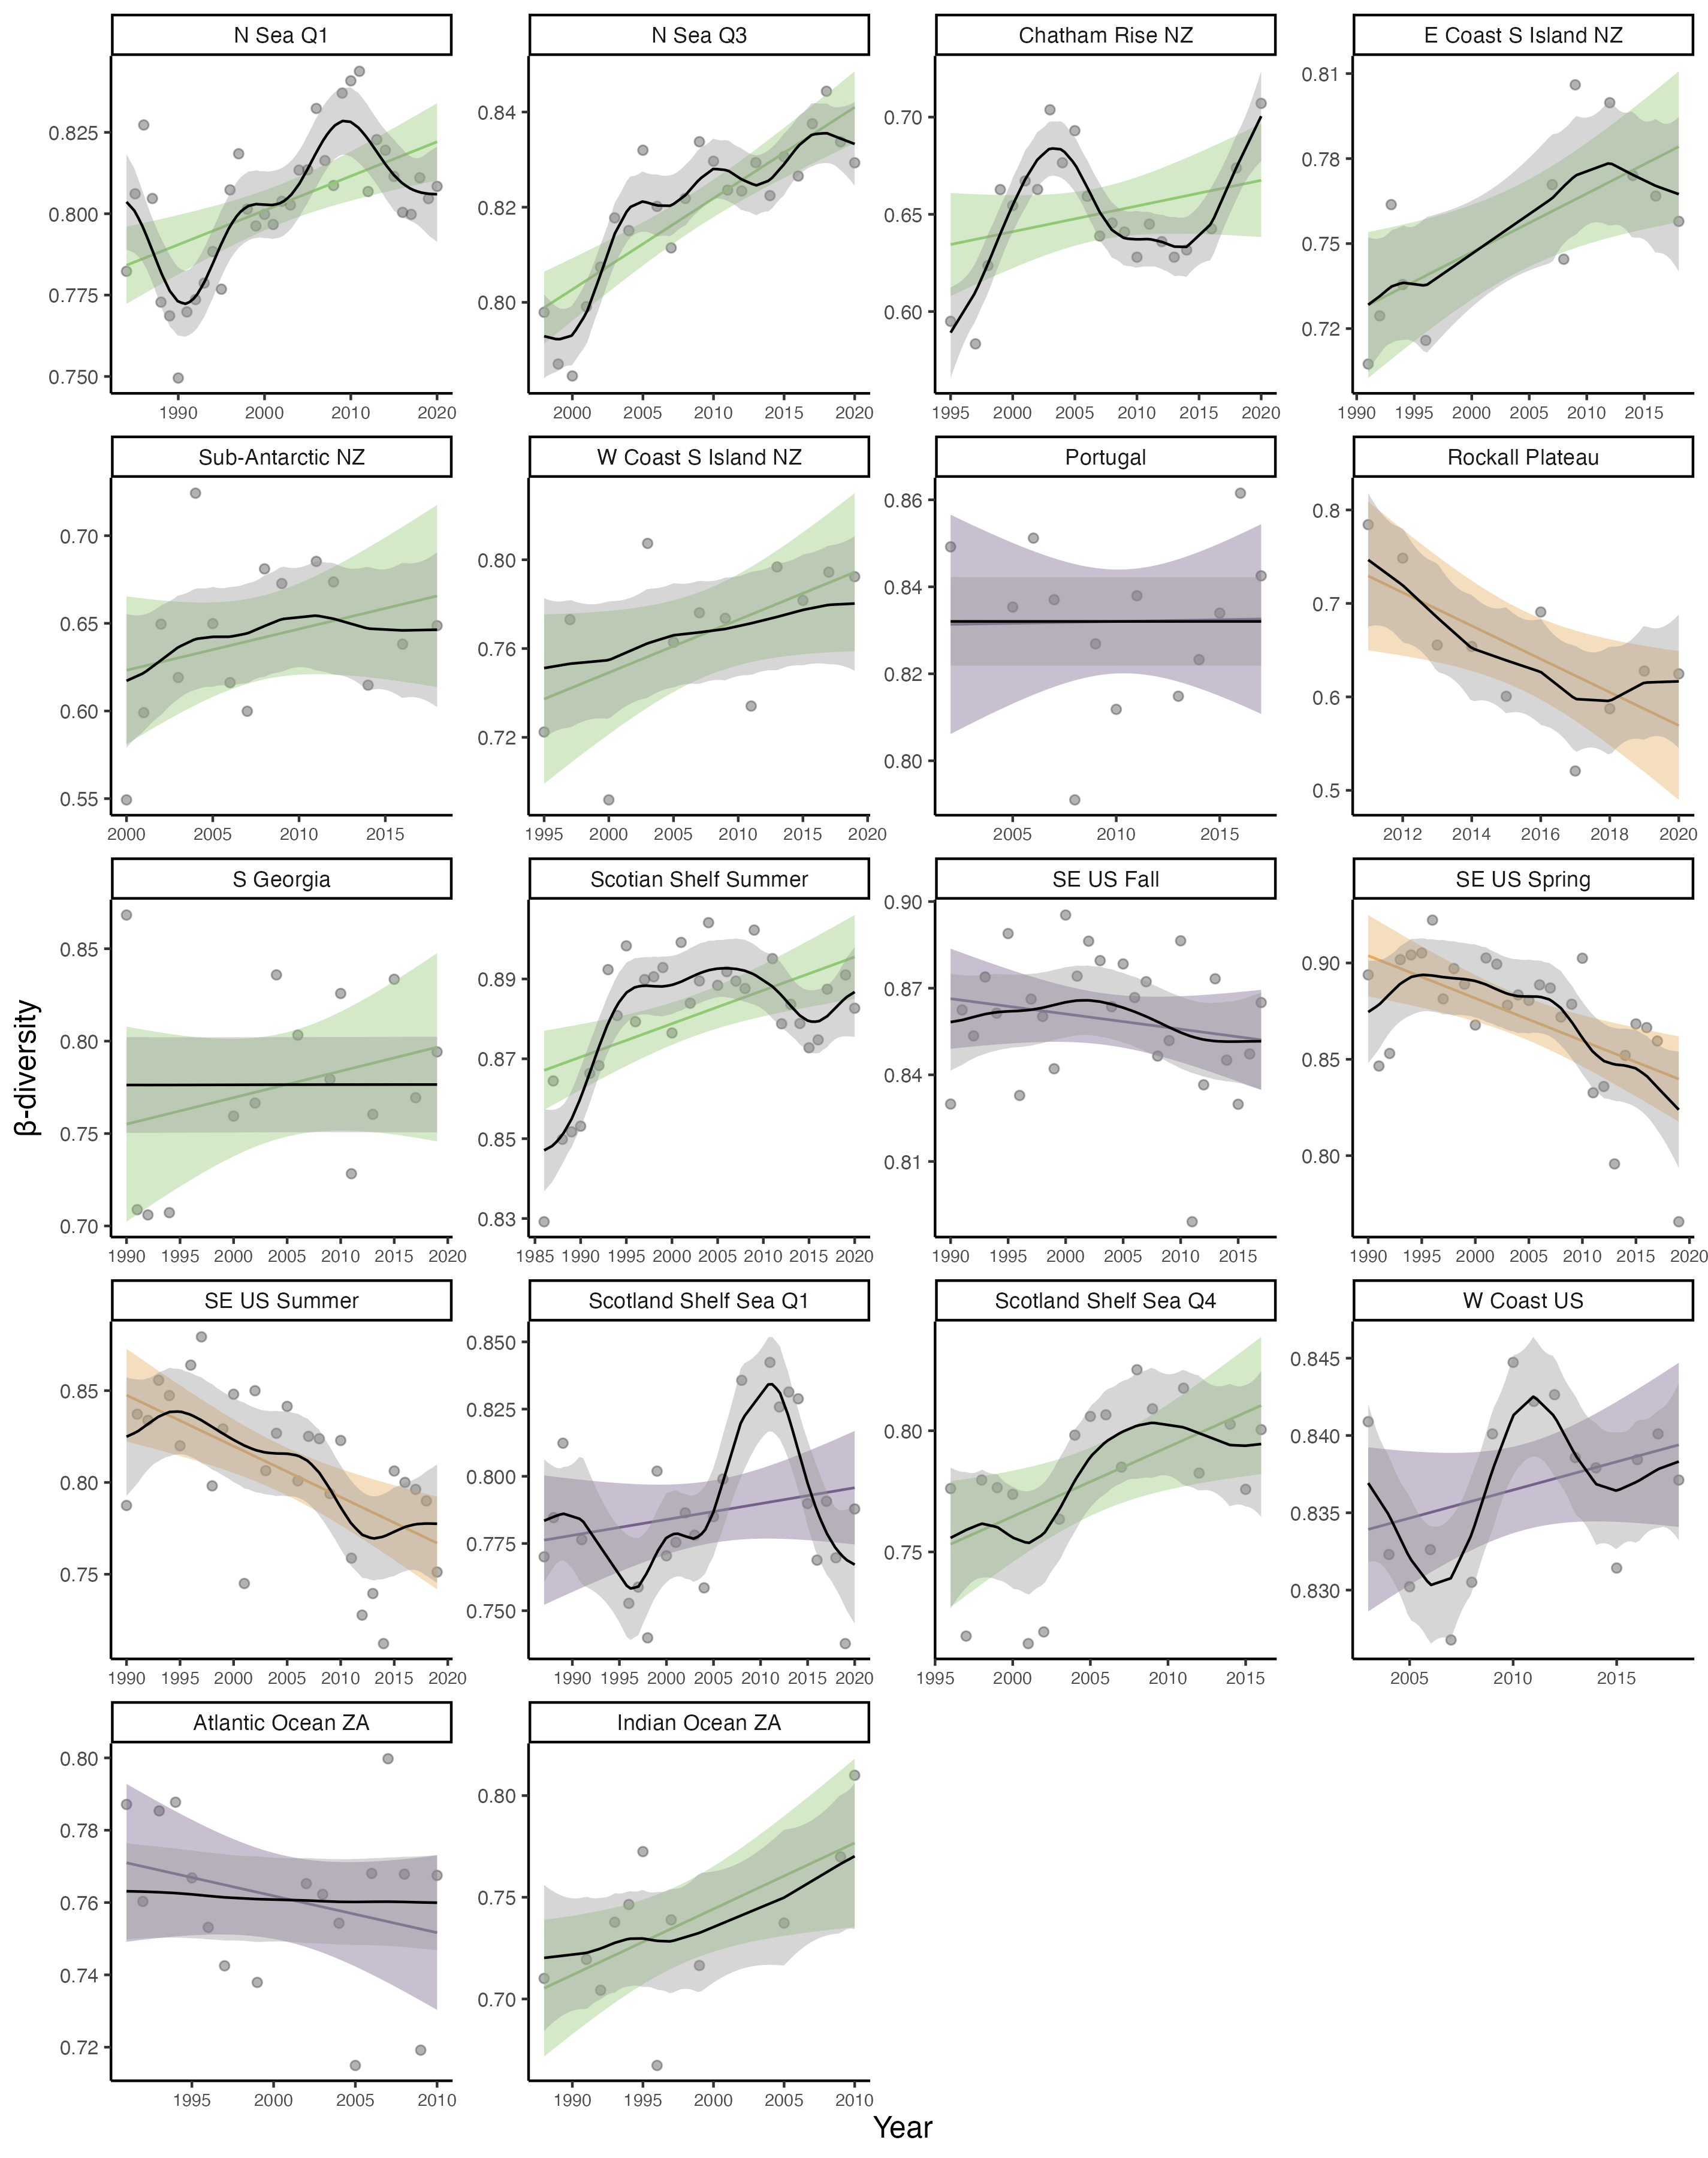 N Sea Q1
N Sea Q3
Chatham Rise NZ
E Coast S Island NZ
0.825
0.800
0.775
0.750
1990 2000 2010 2020
0.84
0.82
0.80
2000 2005 2010 2015 2020
0.70
0.65
0.60
1995 2000 2005 2010 2015 2020
0.81
0.78
0.75
0.72
1990 1995 2000 2005 2010 2015
Sub-Antarctic NZ
W Coast S Island NZ
Portugal
Rockall Plateau
0.70
0.65
0.60
0.55
2000 2005 2010 2015
0.80
0.76
0.72
1995 2000 2005 2010 2015 2020
0.86
0.84
0.82
0.80
2005 2010 2015
0.8
0.7
0.6
0.5
2012 2014 2016 2018 2020
S Georgia
Scotian Shelf Summer
SE US Fall
SE US Spring
0.85
0.80
0.75
0.70
1990 1995 2000 2005 2010 2015 2020
0.89
0.87
0.85
0.83
1985 1990 1995 2000 2005 2010 2015 2020
0.90
0.87
0.84
0.81
1990 1995 2000 2005 2010 2015
0.90
0.85
0.80
1990 1995 2000 2005 2010 2015 2020
β-diversity
SE US Summer
Scotland Shelf Sea Q1
Scotland Shelf Sea Q4
W Coast US
0.85
0.80
0.75
1990 1995 2000 2005 2010 2015 2020
0.850
0.825
0.800
0.775
0.750
1990 1995 2000 2005 2010 2015 2020
0.80
0.75
1995 2000 2005 2010 2015
0.845
0.840
0.835
0.830
2005 2010 2015
Atlantic Ocean ZA
Indian Ocean ZA
0.80
0.78
0.76
0.74
0.72
1995 2000 2005 2010
0.80
0.75
0.70
1990 1995 2000 2005 2010
Year